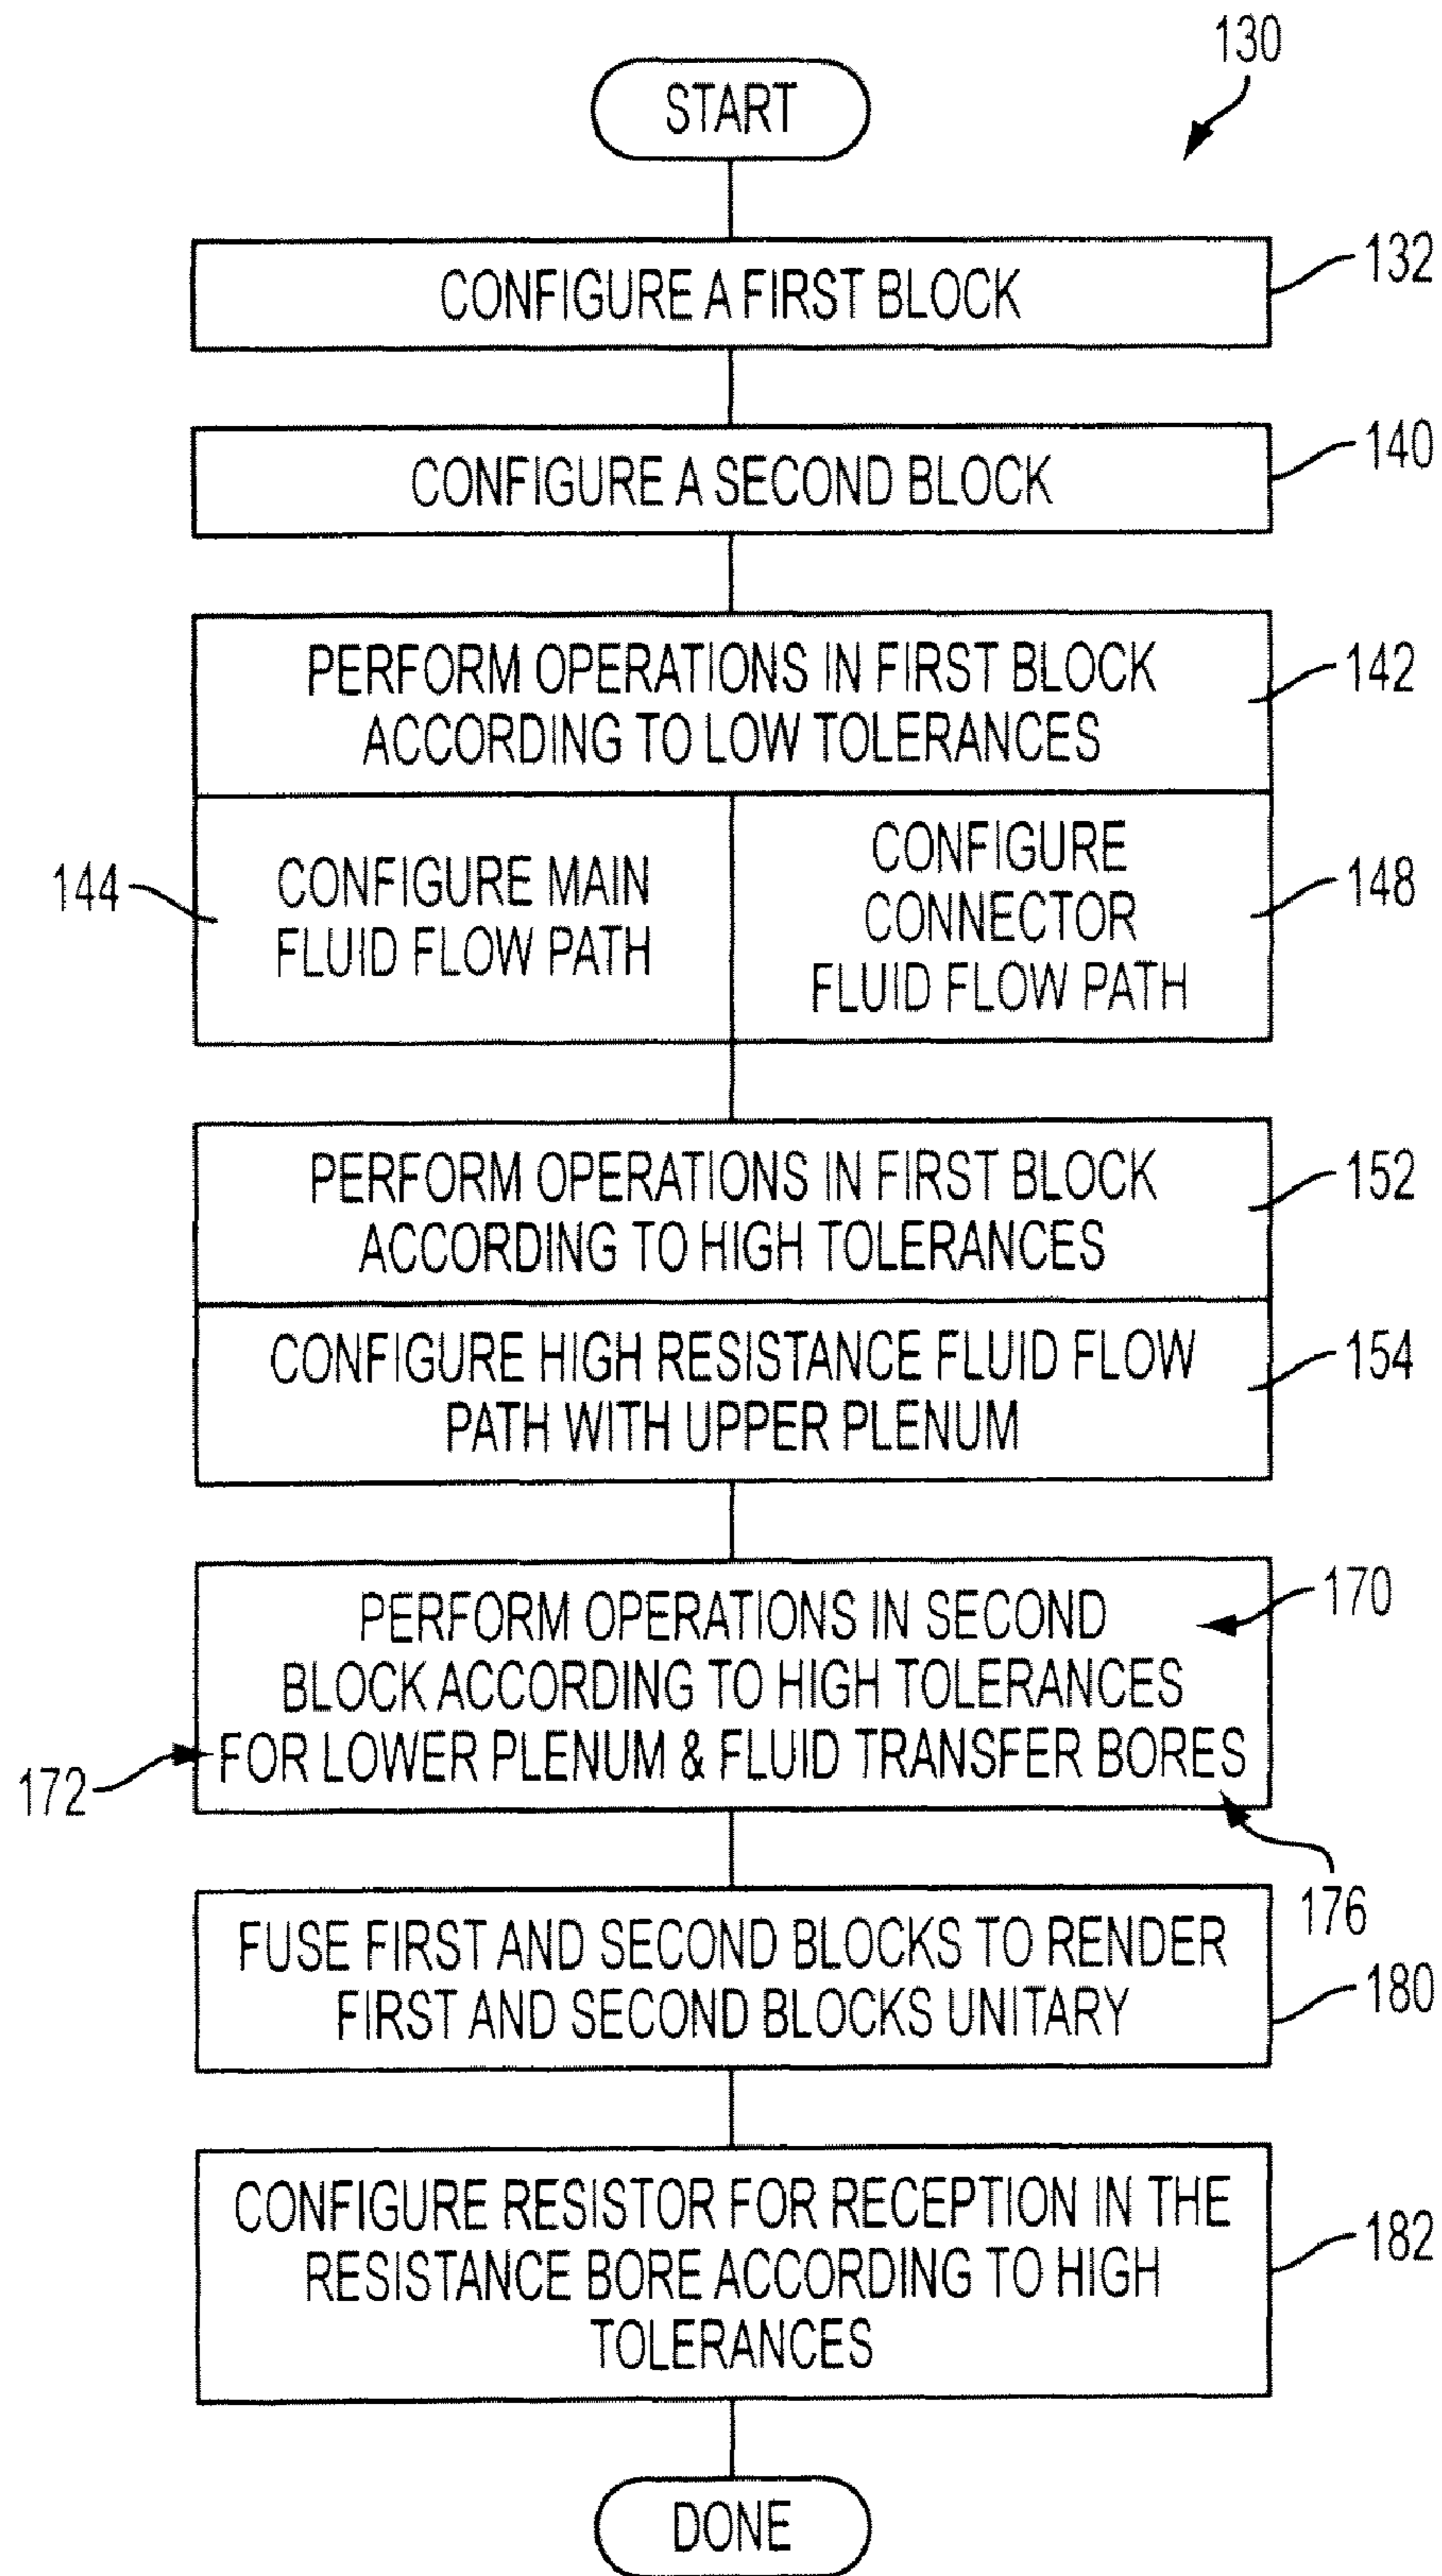 130
START
CONFIGURE A FIRST BLOCK
132
CONFIGURE A SECOND BLOCK
140
PERFORM OPERATIONS IN FIRST BLOCK
ACCORDING TO LOW TOLERANCES
142
144
CONFIGURE MAIN
FLUID FLOW PATH
CONFIGURE
CONNECTOR
FLUID FLOW PATH
148
PERFORM OPERATIONS IN FIRST BLOCK
ACCORDING TO HIGH TOLERANCES
152
CONFIGURE HIGH RESISTANCE FLUID FLOW
PATH WITH UPPER PLENUM
154
PERFORM OPERATIONS IN SECOND
BLOCK ACCORDING TO HIGH TOLERANCES
FOR LOWER PLENUM & FLUID TRANSFER BORES
170
172
176
FUSE FIRST AND SECOND BLOCKS TO RENDER
FIRST AND SECOND BLOCKS UNITARY
180
CONFIGURE RESISTOR FOR RECEPTION IN THE
RESISTANCE BORE ACCORDING TO HIGH
TOLERANCES
182
DONE